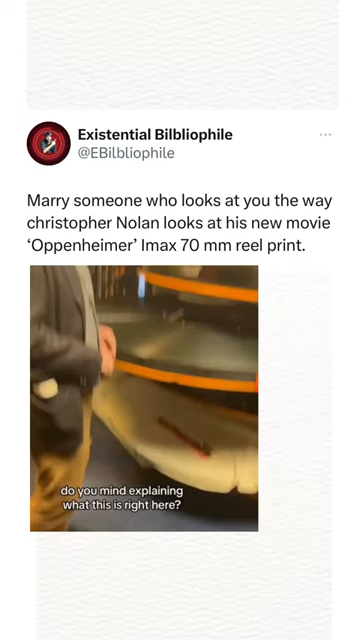 Existential Bilbliophile
@EBilbliophile
Marry someone who looks at you the way
christopher Nolan looks at his new movie
‘Oppenheimer’ Imax 70 mm reel print.
do you mind explaining
what this is right here?